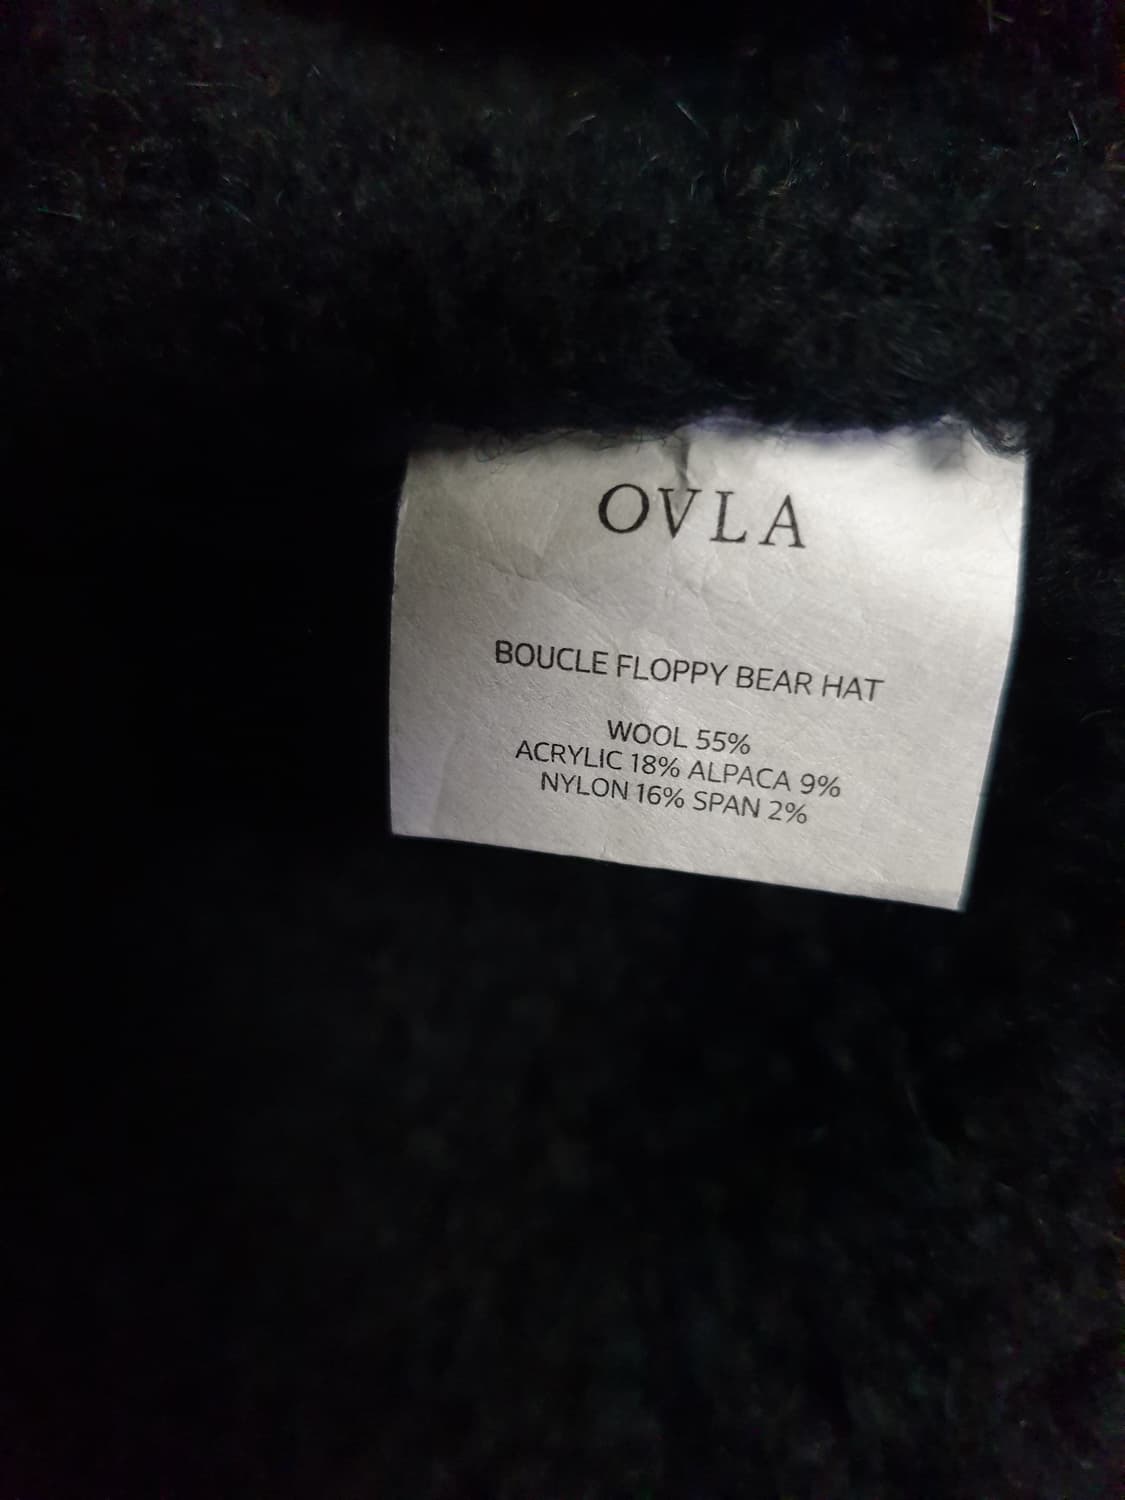 OVLA
BOUCLE FLOPPY BEAR HAT
WOOL 55%
ACRYLIC 18% ALPACA 9%
NYLON 16% SPAN 2%